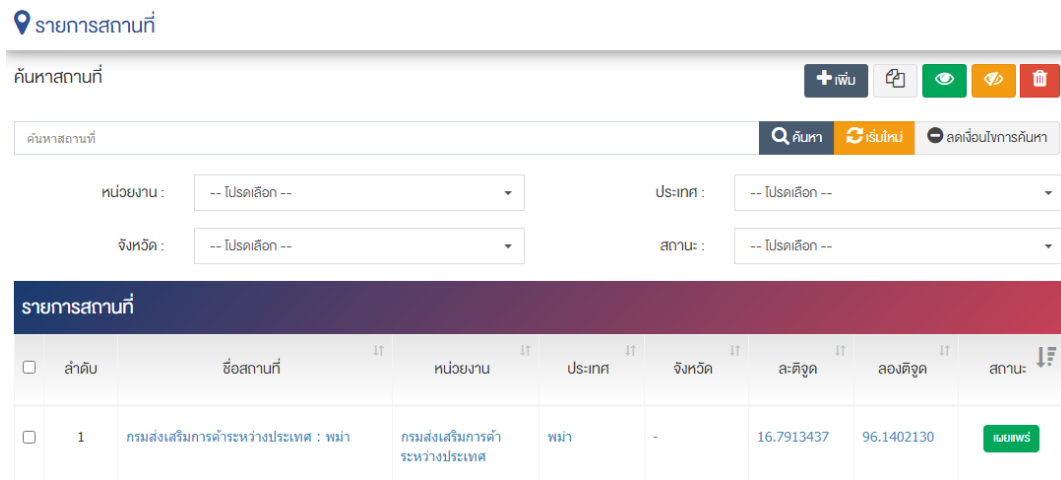 รายการสถานที่
ค้นหาสถานที่
เพิ่ม
ค้นหาสถานที่
ค้นหา
เริ่มใหม่
ลดเงื่อนไขการค้นหา
หน่วยงาน :
-- โปรดเลือก --
ประเทศ :
-- โปรดเลือก --
จังหวัด :
-- โปรดเลือก --
สถานะ :
-- โปรดเลือก --
รายการสถานที่
ลำดับ ชื่อสถานที่ หน่วยงาน ประเทศ จังหวัด ละติจูด ลองติจูด สถานะ
1 กรมส่งเสริมการค้าระหว่างประเทศ : พม่า กรมส่งเสริมการค้า พม่า - 16.7913437 96.1402130 เผยแพร่
ระหว่างประเทศ